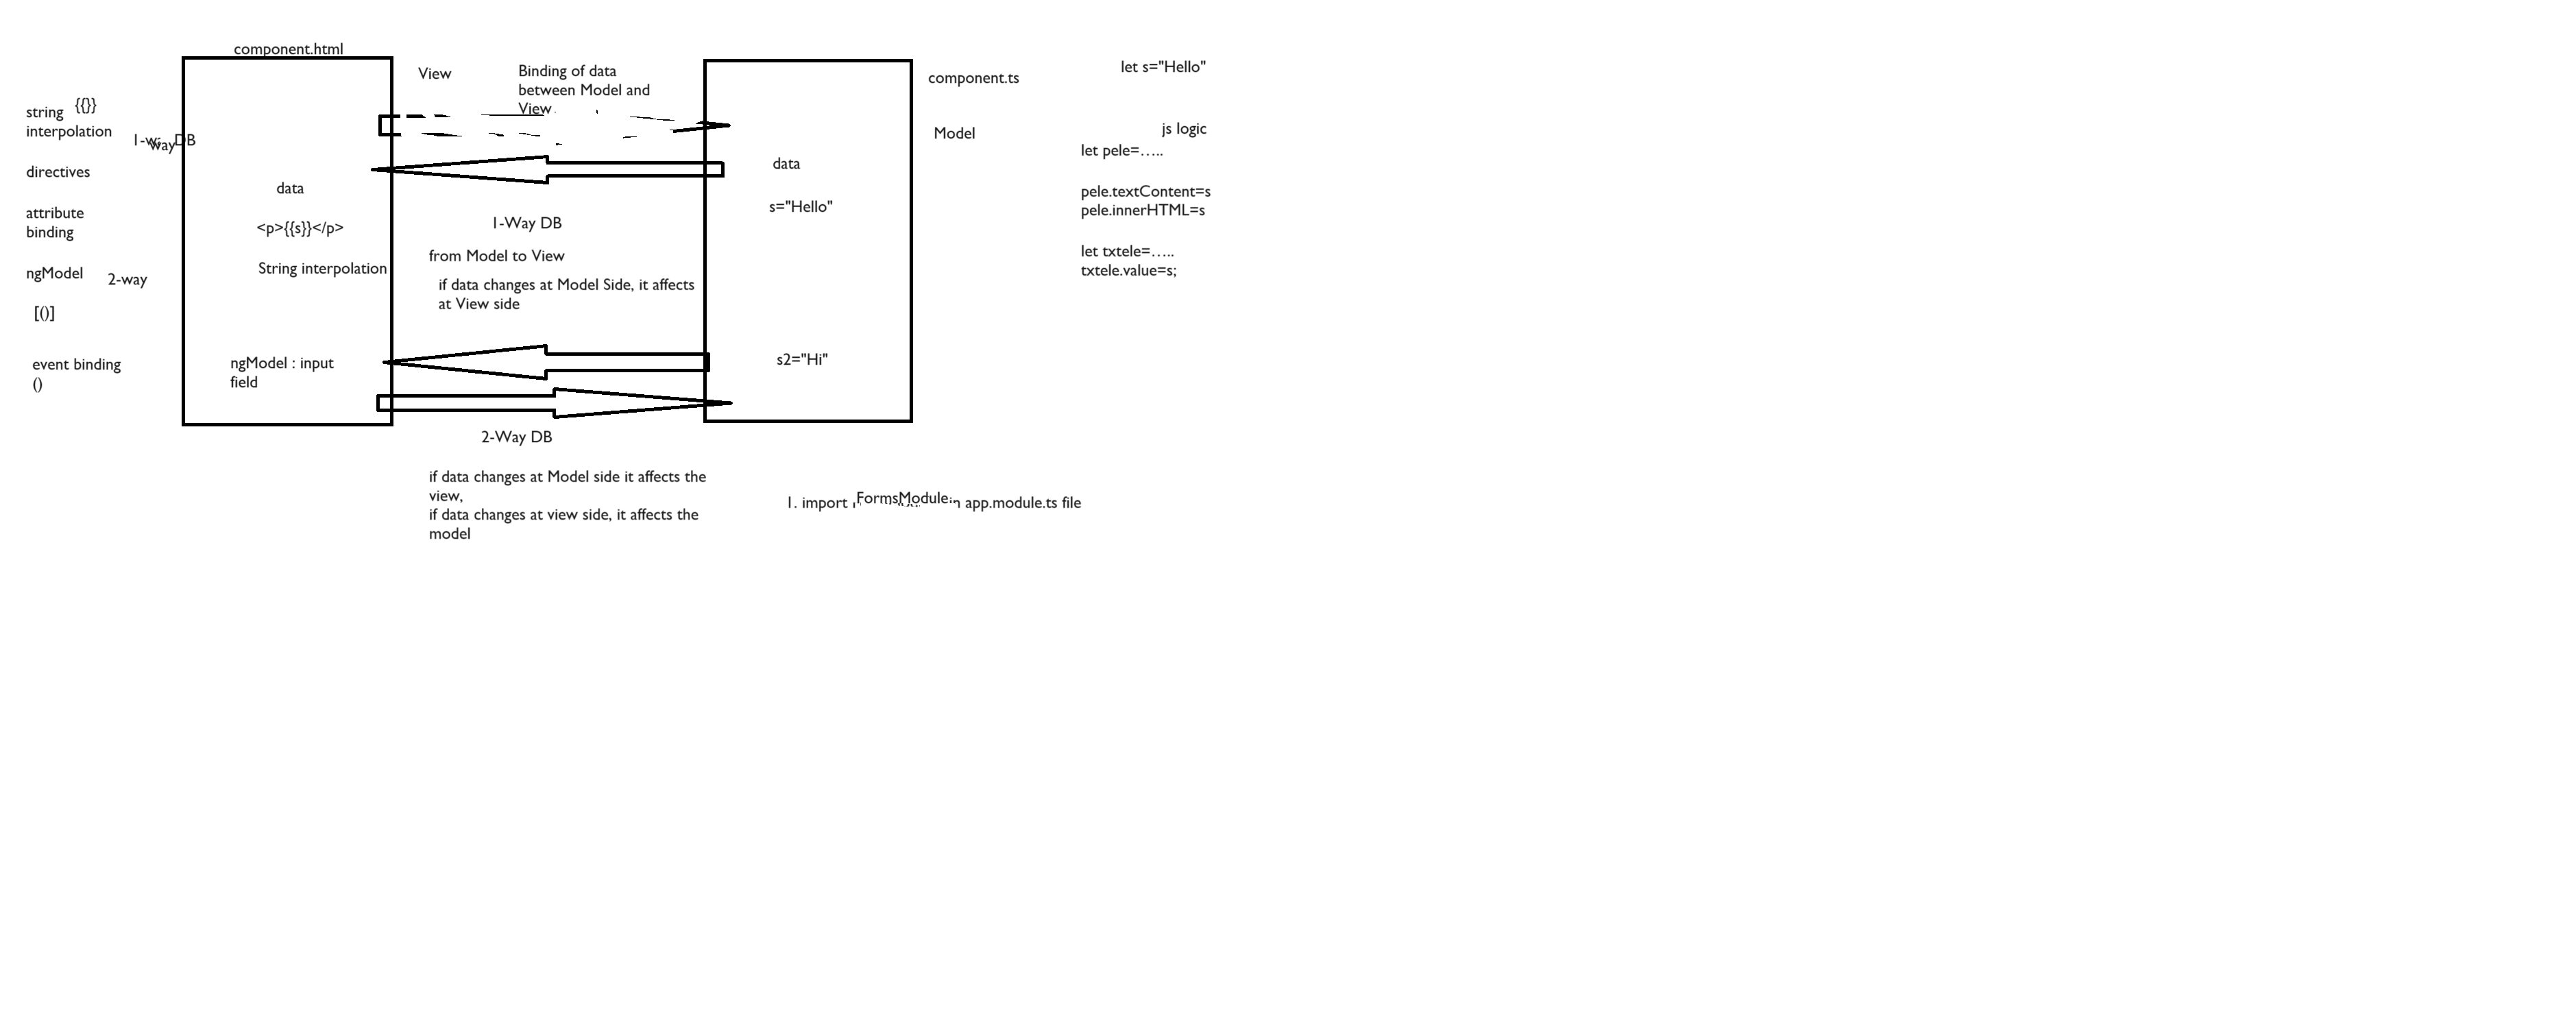 component.html
View
Binding of data
between Model and
View
component.ts
let s="Hello"
{{}}
string
interpolation
1-w DB
way
Model
js logic
let pele=.....
directives
data
data
pele.textContent=s
pele.innerHTML=s
s="Hello"
attribute
binding
<p>{{s}}</p>
1-Way DB
from Model to View
let txtele=.....
txtele.value=s;
ngModel
2-way
String interpolation
if data changes at Model Side, it affects
at View side
[()]
event binding
()
ngModel : input
field
s2="Hi"
2-Way DB
if data changes at Model side it affects the
view,
if data changes at view side, it affects the
model
1. import FormsModule app.module.ts file